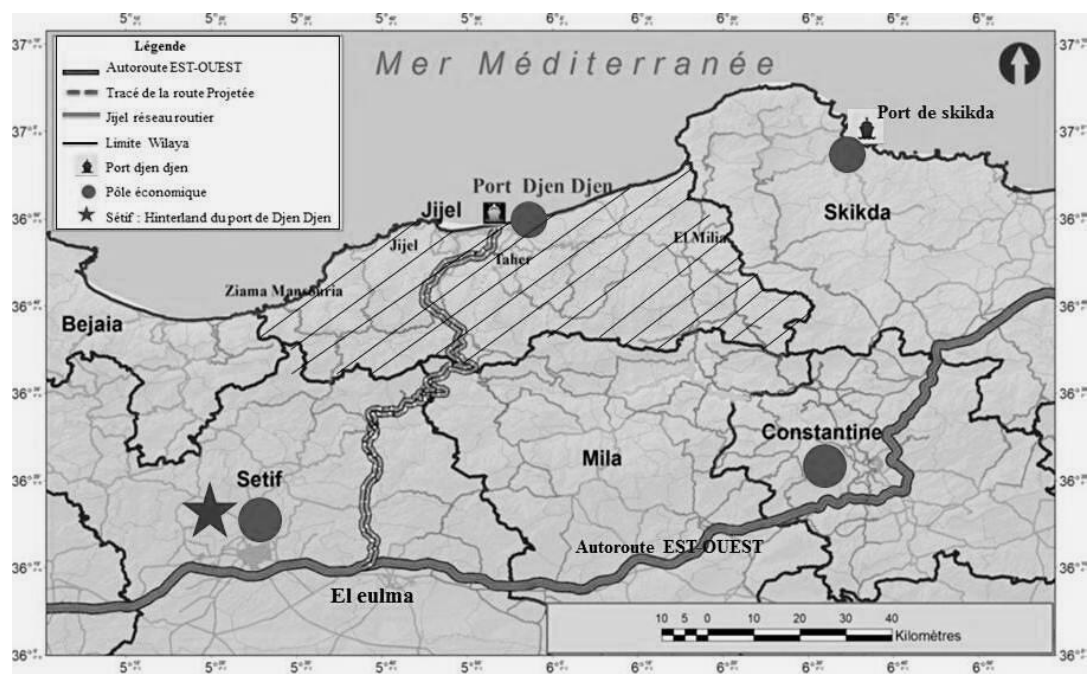 Légende
Autoroute EST-OUEST
Tracé de la route Projetée
Jijel réseau routier
Limite Wilaya
Port djen djen
Pôle économique
Sétif : Hinterland du port de Djen Djen
Mer Méditerranée
Port de skikda
Port Djen Djen
Jijel
Skikda
Jijel
Taher
El Milia
Ziama Mansouria
Bejaia
Constantine
Mila
Setif
Autoroute EST-OUEST
El eulma
10 5 0 10 20 30 40
Kilomètres